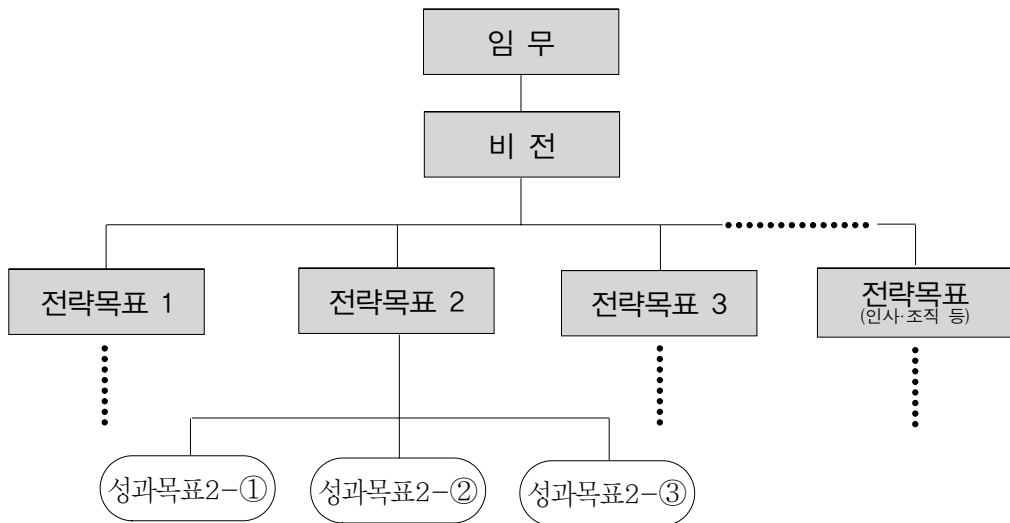 임 무
비 전
전략목표 1
전략목표 2
전략목표 3
전략목표
(인사·조직 등)
성과목표2-①
성과목표2-②
성과목표2-③